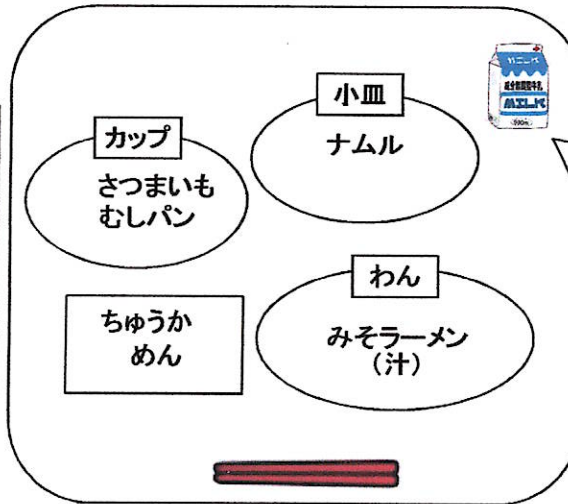 小皿
ナムル
カップ
さつまいも
むしパン
わん
みそラーメン
（汁）
ちゅうか
めん
MILK